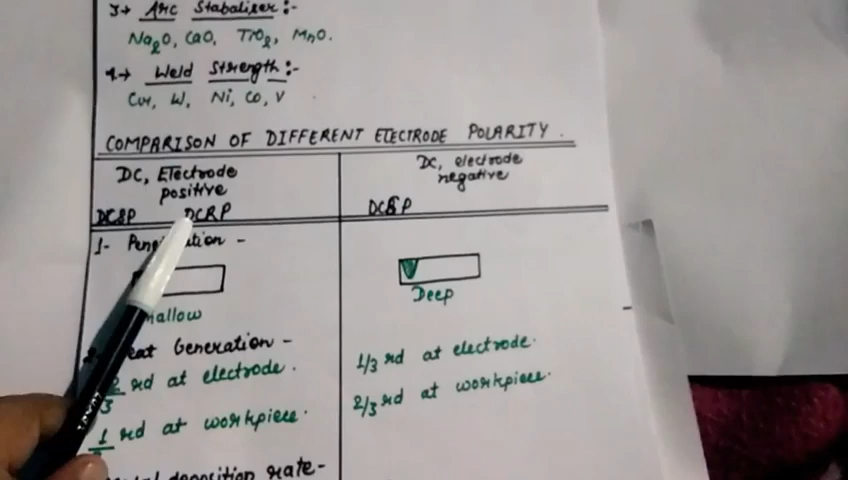 3→ Arc Stabaliser :-
Na2O, CaO, TiO2, MnO.
4→ Weld Strength :-
Cu, W, Ni, Co, V
COMPARISON OF DIFFERENT ELECTRODE POLARITY.
DC, Electrode positive
DCRP
1- 
hallow
eat Generation -
rd at electrode.
1 rd at workpiece.
deposition rate-
DC, electrode negative
DCSP
Deep
1/3 rd at electrode.
2/3 rd at workpiece.